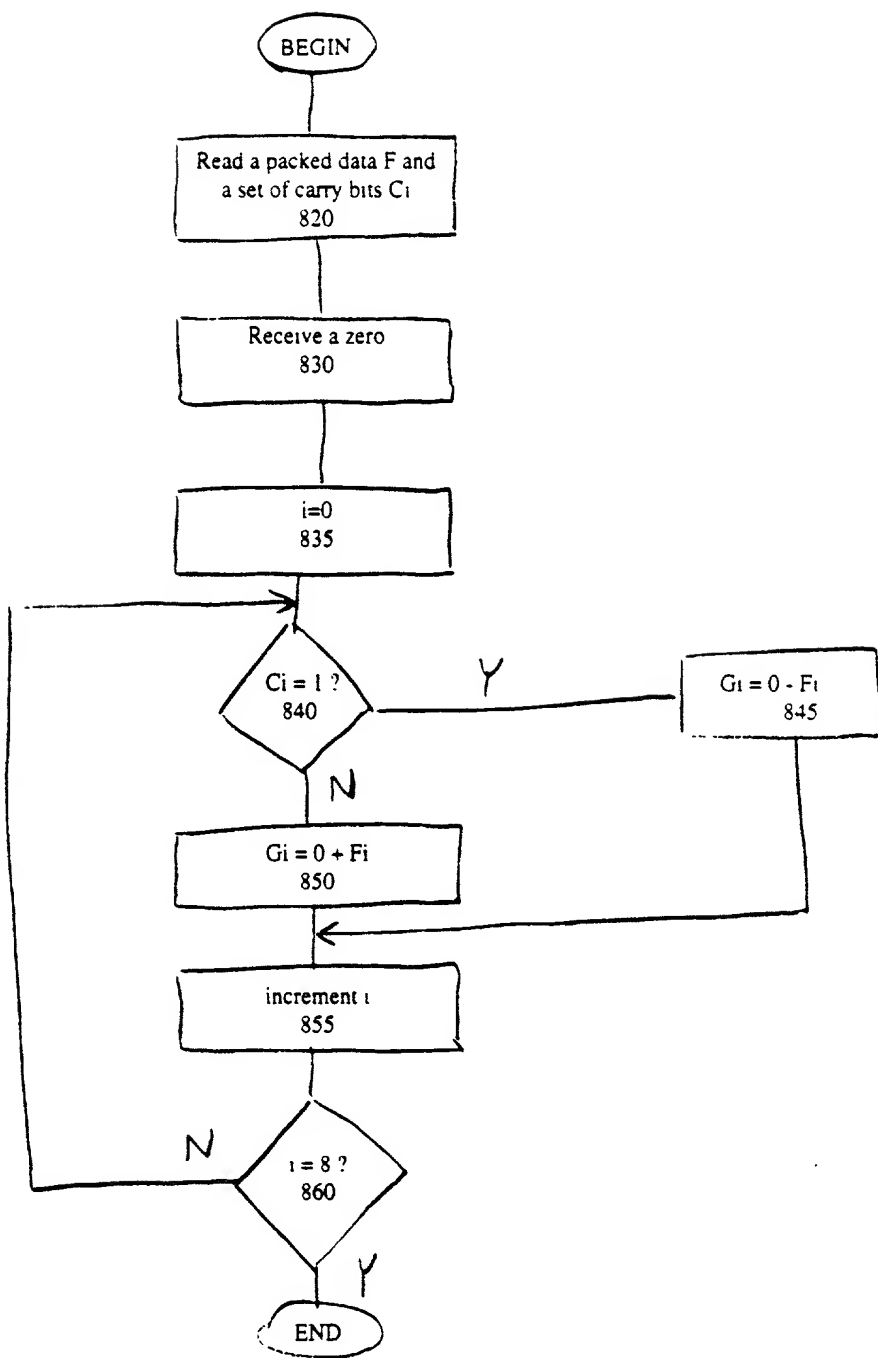 BEGIN
Read a packed data F and
a set of carry bits Ci
820
Receive a zero
830
i=0
835
Ci = 1 ?
840
Y
Gi = 0 - Fi
845
N
Gi = 0 + Fi
850
increment i
855
N
i = 8 ?
860
Y
END